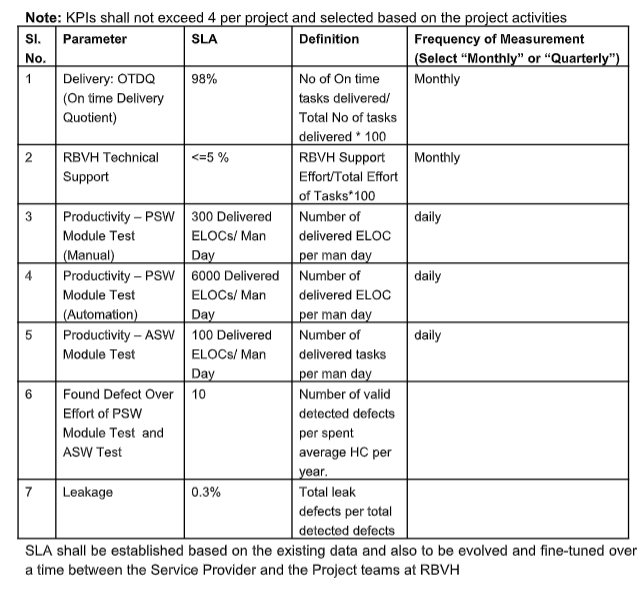 Note: KPIs shall not exceed 4 per project and selected based on the project activities
Sl. No. Parameter SLA Definition Frequency of Measurement (Select “Monthly” or “Quarterly”)
1 Delivery: OTDQ (On time Delivery Quotient) 98% No of On time tasks delivered/ Total No of tasks delivered * 100 Monthly
2 RBVH Technical Support <=5 % RBVH Support Effort/Total Effort of Tasks*100 Monthly
3 Productivity – PSW Module Test (Manual) 300 Delivered ELOCs/ Man Day Number of delivered ELOC per man day daily
4 Productivity – PSW Module Test (Automation) 6000 Delivered ELOCs/ Man Day Number of delivered ELOC per man day daily
5 Productivity – ASW Module Test 100 Delivered ELOCs/ Man Day Number of delivered tasks per man day daily
6 Found Defect Over Effort of PSW Module Test and ASW Test 10 Number of valid detected defects per spent average HC per year.
7 Leakage 0.3% Total leak defects per total detected defects
SLA shall be established based on the existing data and also to be evolved and fine-tuned over
a time between the Service Provider and the Project teams at RBVH